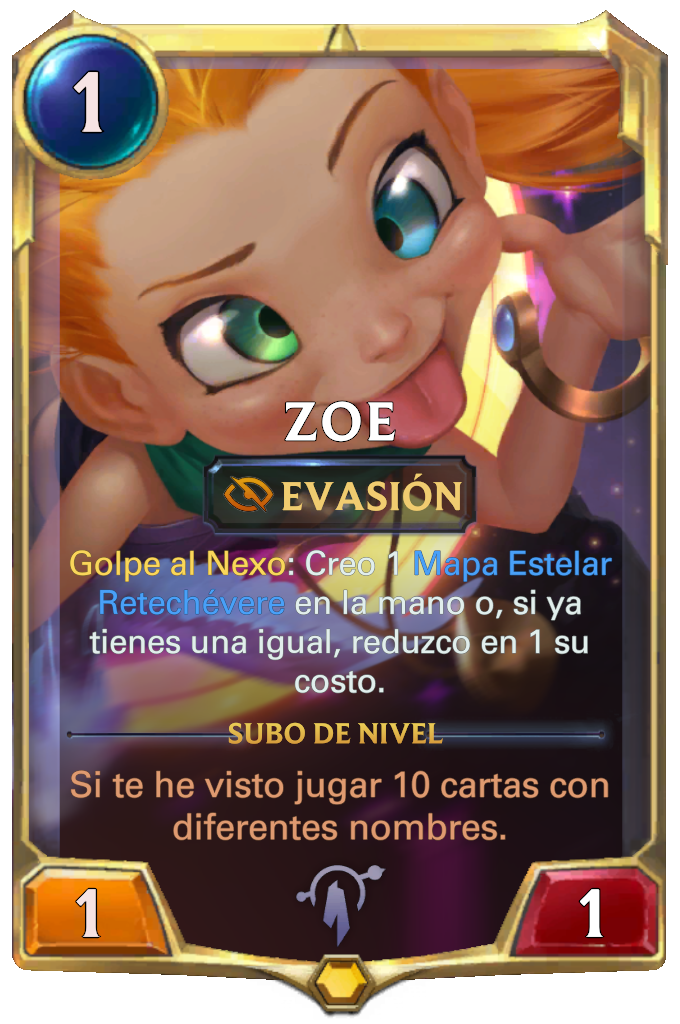 1
ZOE
EVASIÓN
Golpe al Nexo: Creo 1 Mapa Estelar
Retechévere en la mano o, si ya
tienes una igual, reduzco en 1 su
costo.
SUBO DE NIVEL
Si te he visto jugar 10 cartas con
diferentes nombres.
1
1